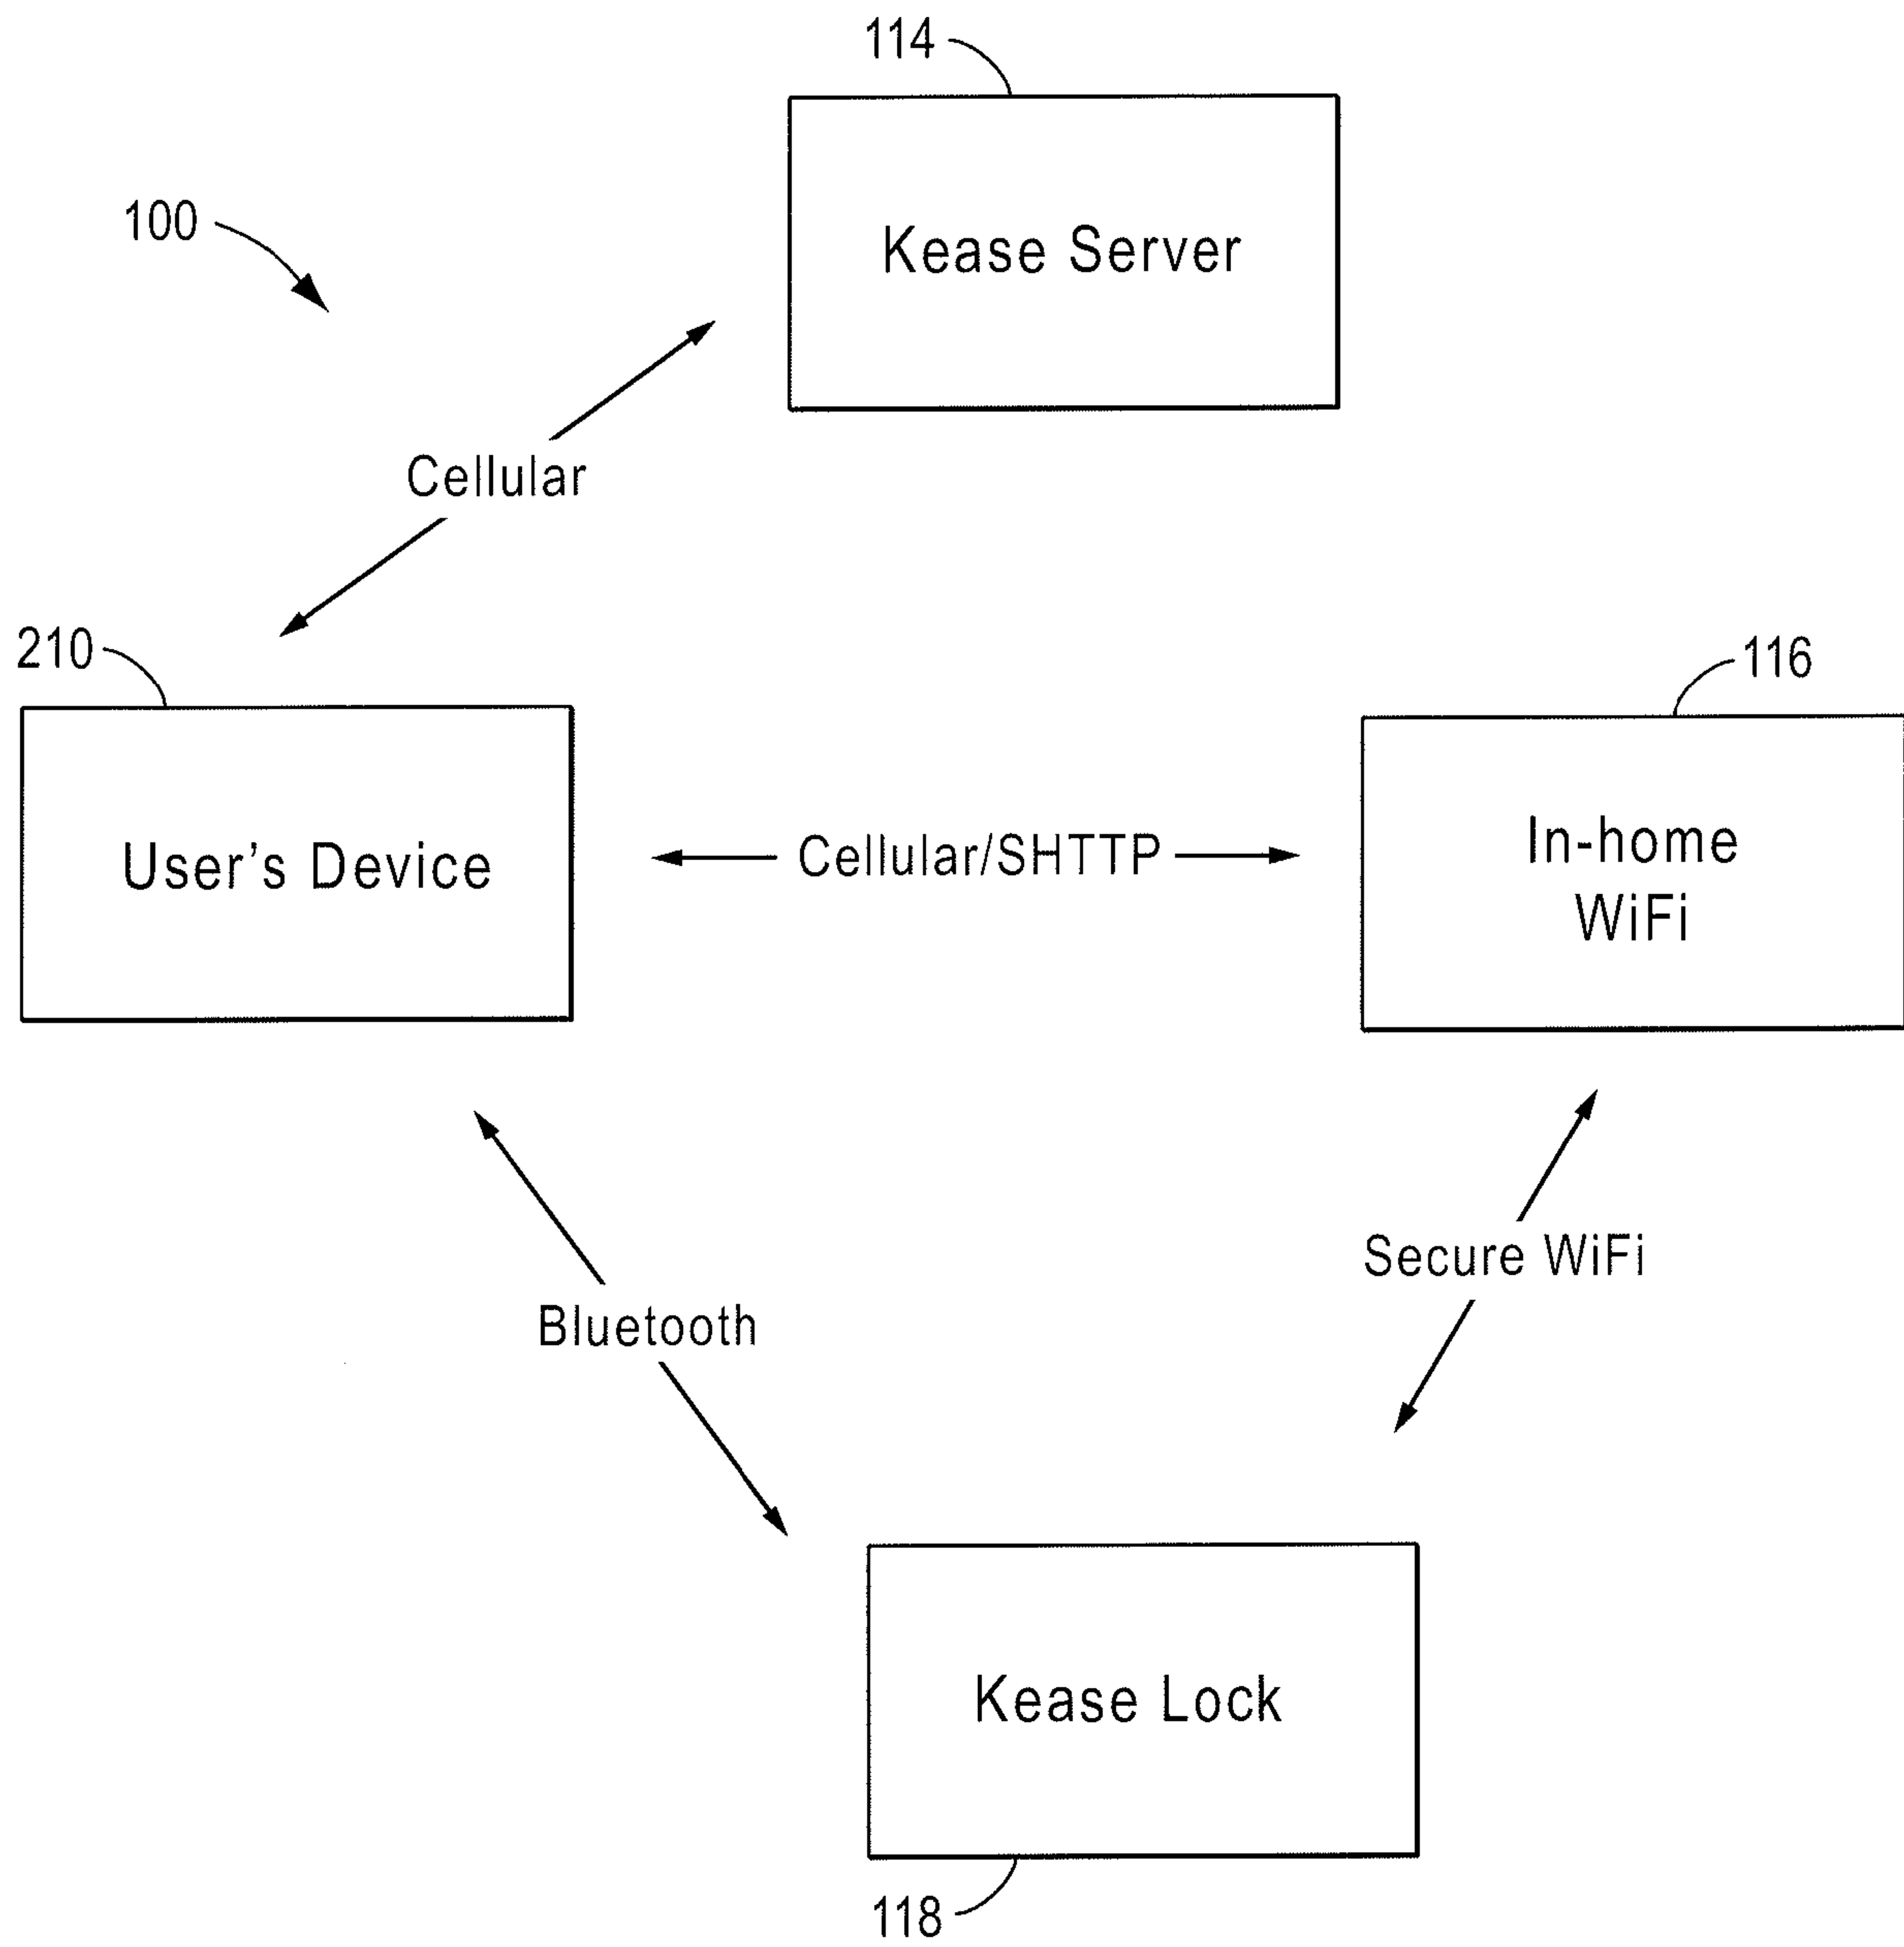 114
100
Kease Server
Cellular
210
116
User's Device
Cellular/SHTTP
In-home
WiFi
Secure WiFi
Bluetooth
Kease Lock
118